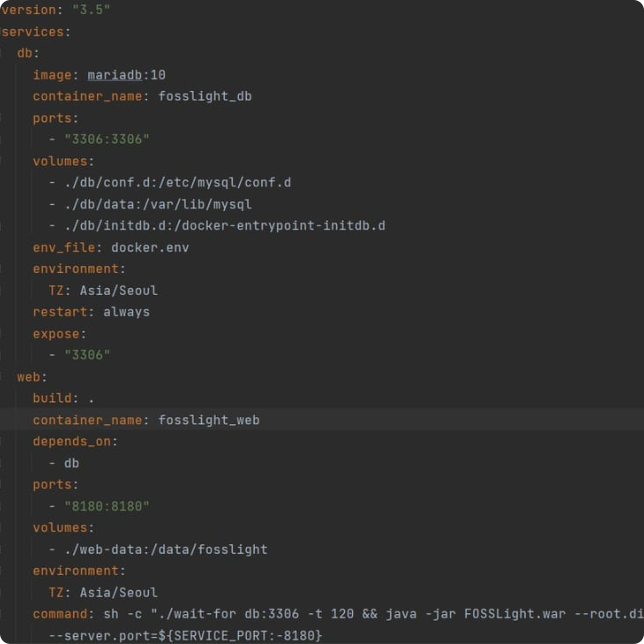 version: "3.5"
services:
  db:
    image: mariadb:10
    container_name: fosslight_db
    ports:
      - "3306:3306"
    volumes:
      - ./db/conf.d:/etc/mysql/conf.d
      - ./db/data:/var/lib/mysql
      - ./db/initdb.d:/docker-entrypoint-initdb.d
    env_file: docker.env
    environment:
      TZ: Asia/Seoul
    restart: always
    expose:
      - "3306"
  web:
    build: .
    container_name: fosslight_web
    depends_on:
      - db
    ports:
      - "8180:8180"
    volumes:
      - ./web-data:/data/fosslight
    environment:
      TZ: Asia/Seoul
    command: sh -c "./wait-for db:3306 -t 120 && java -jar FOSSLight.war --root.di
      --server.port=${SERVICE_PORT:-8180}